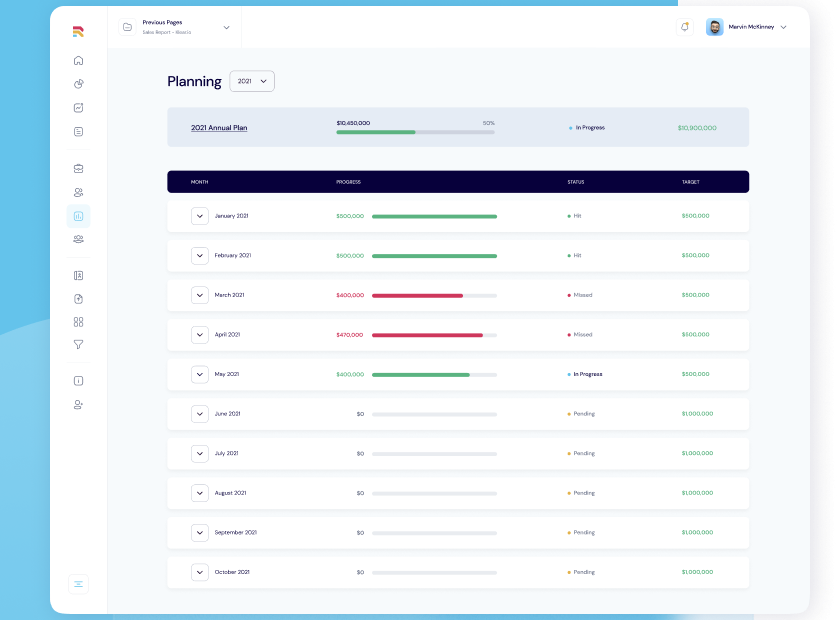 Previous Pages
Sales Report - Idearis
Marvin McKinney
Planning
2021
2021 Annual Plan
$10,450,000
50%
In Progress
$10,900,000
MONTH PROGRESS STATUS TARGET
January 2021 $500,000 Hit $500,000
February 2021 $500,000 Hit $500,000
March 2021 $400,000 Missed $500,000
April 2021 $470,000 Missed $500,000
May 2021 $400,000 In Progress $500,000
June 2021 $0 Pending $1,000,000
July 2021 $0 Pending $1,000,000
August 2021 $0 Pending $1,000,000
September 2021 $0 Pending $1,000,000
October 2021 $0 Pending $1,000,000